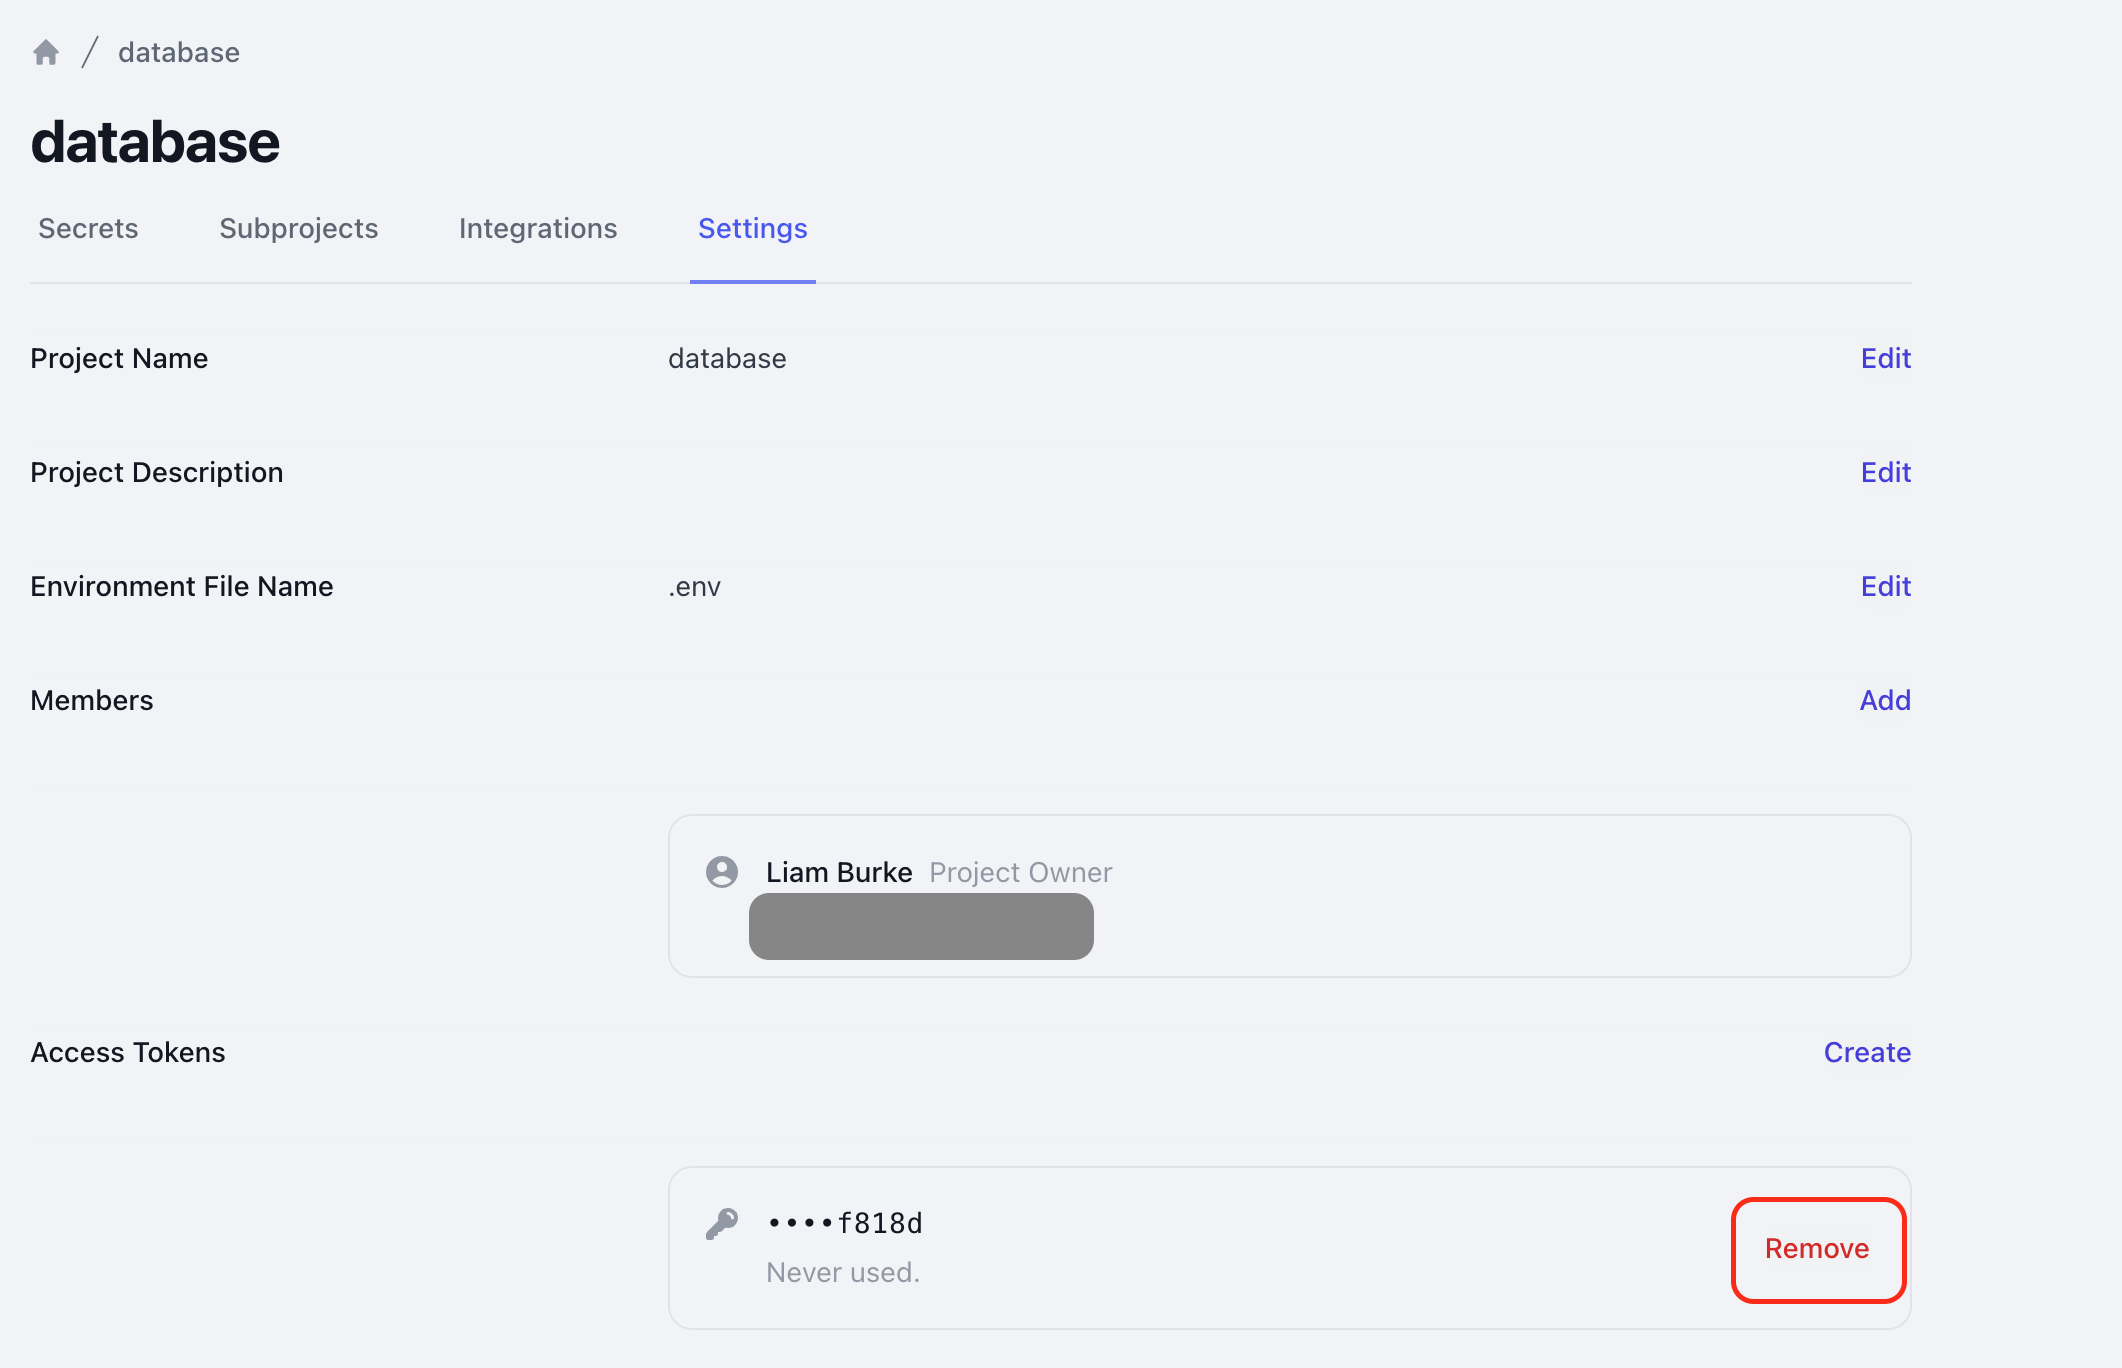 database
database
Secrets Subprojects Integrations Settings
Project Name database Edit
Project Description Edit
Environment File Name .env Edit
Members Add
Liam Burke Project Owner
Access Tokens Create
••••f818d
Remove
Never used.